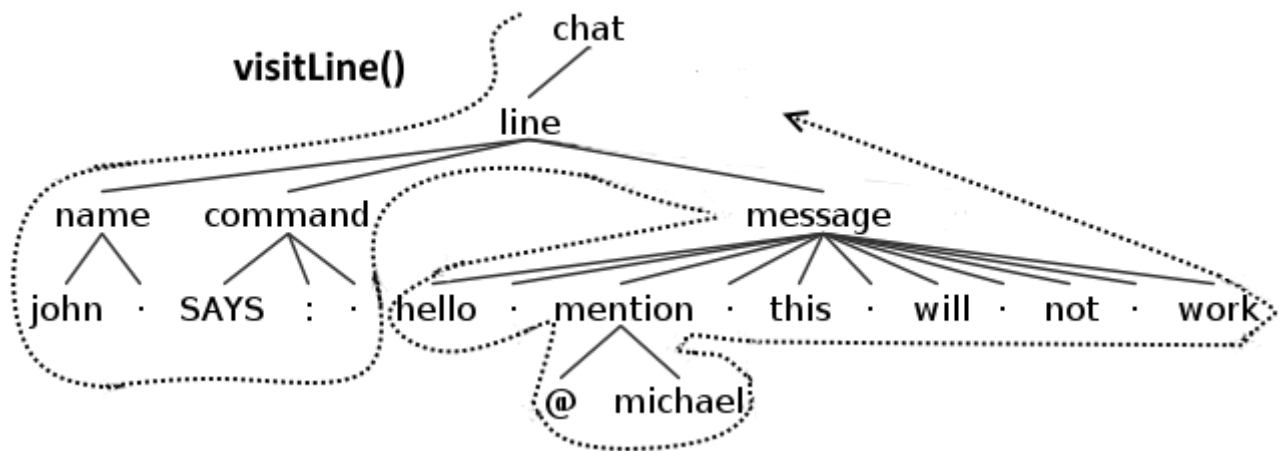 chat
visitLine()
line
name command message
john · SAYS : · hello · mention · this · will · not · work
@ michael